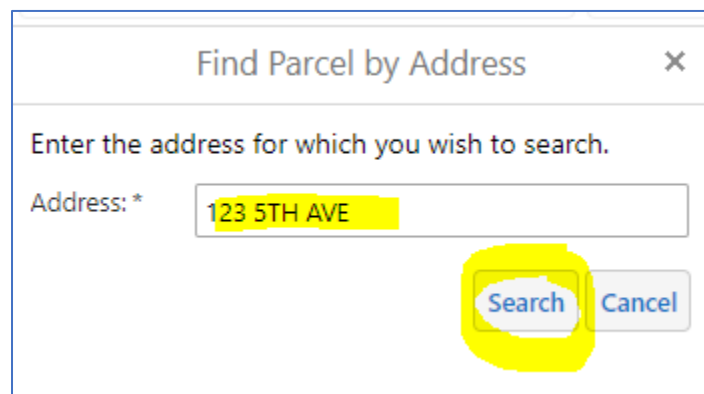 Find Parcel by Address ×
Enter the address for which you wish to search.
Address: * 123 5TH AVE
Search Cancel